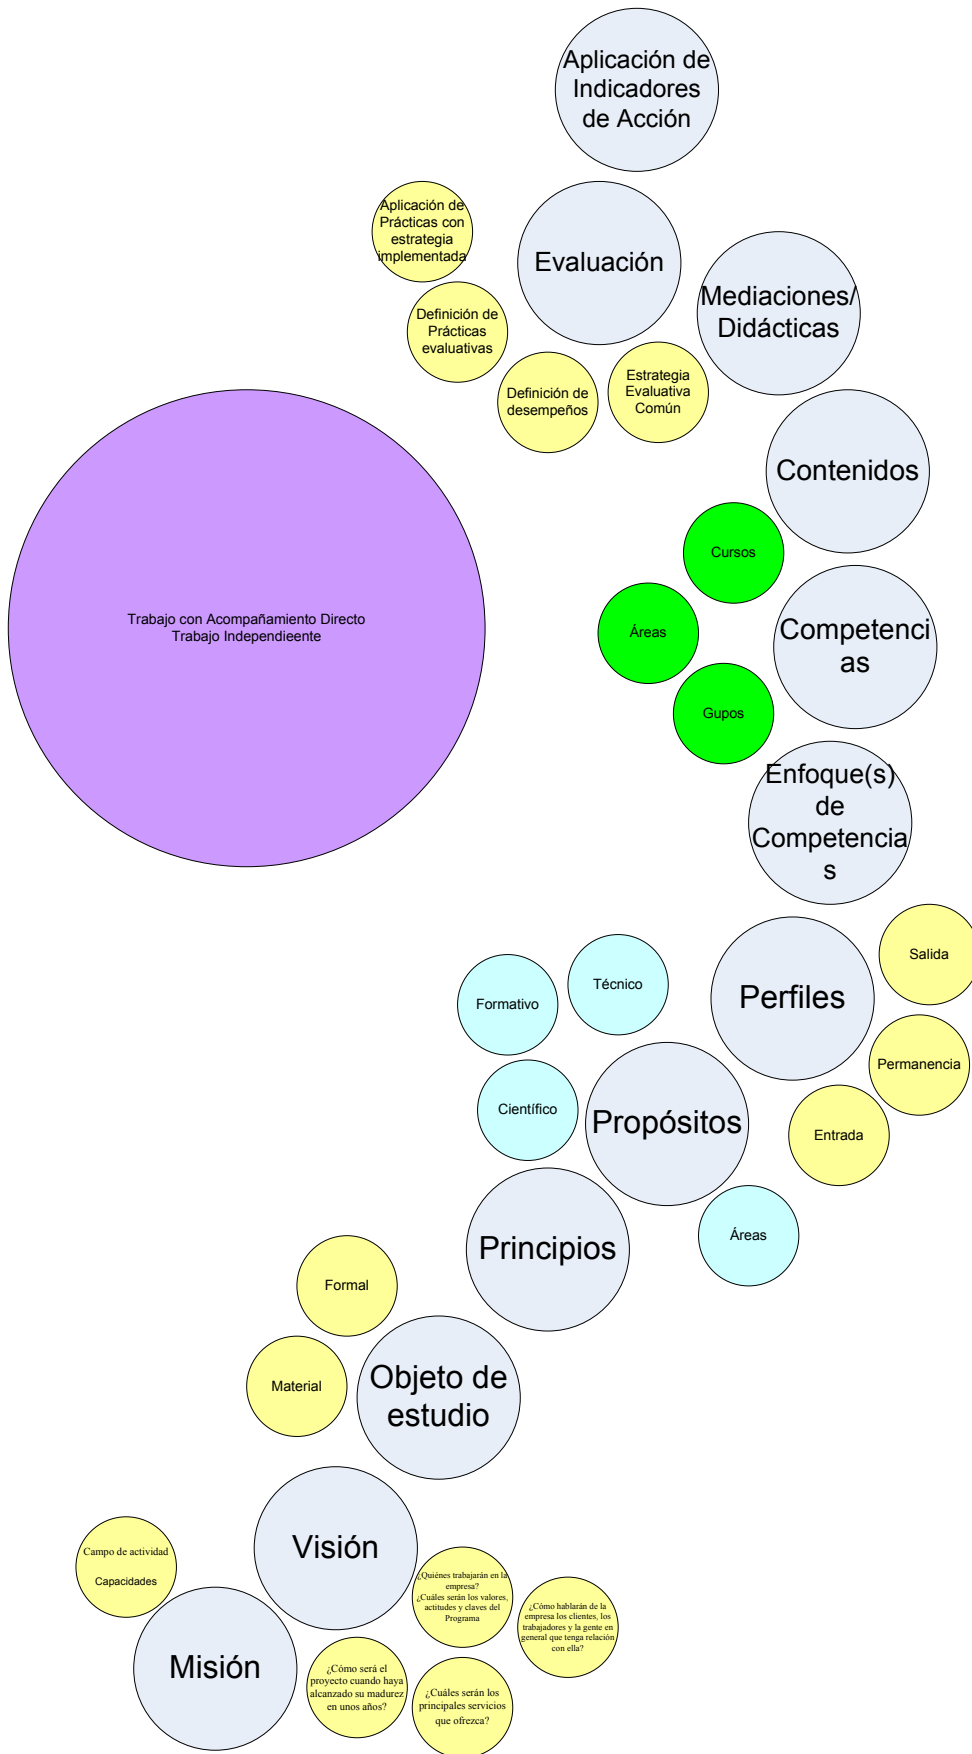 Aplicación de
Indicadores
de Acción
Aplicación de
Prácticas con
estrategia
implementada
Evaluación
Mediaciones/
Didácticas
Definición de
Prácticas
evaluativas
Definición de
desempeños
Estrategia
Evaluativa
Común
Contenidos
Cursos
Trabajo con Acompañamiento Directo
Trabajo Independieente
Áreas
Competenci
as
Gupos
Enfoque(s)
de
Competencia
s
Salida
Técnico
Formativo
Perfiles
Permanencia
Científico
Propósitos
Entrada
Principios
Áreas
Formal
Material
Objeto de
estudio
Visión
Campo de actividad
Capacidades
¿Quiénes trabajarán en la
empresa?
¿Cuáles serán los valores,
actitudes y claves del
Programa
¿Cómo hablarán de la
empresa los clientes, los
trabajadores y la gente en
general que tenga relación
con ella?
Misión
¿Cómo será el
proyecto cuando haya
alcanzado su madurez
en unos años?
¿Cuáles serán los
principales servicios
que ofrezca?